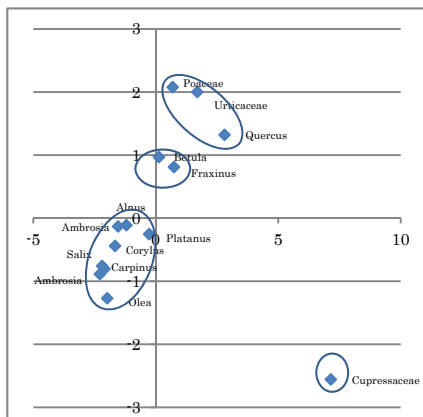 3
Poaceae
2
Urticaceae
Quercus
1
Betula
Fraxinus
Alnus
0
Ambrosia
-5
0
5
10
Platanus
Corylus
Salix
Carpinus
-1
Ambrosia
Olea
-2
Cupressaceae
-3